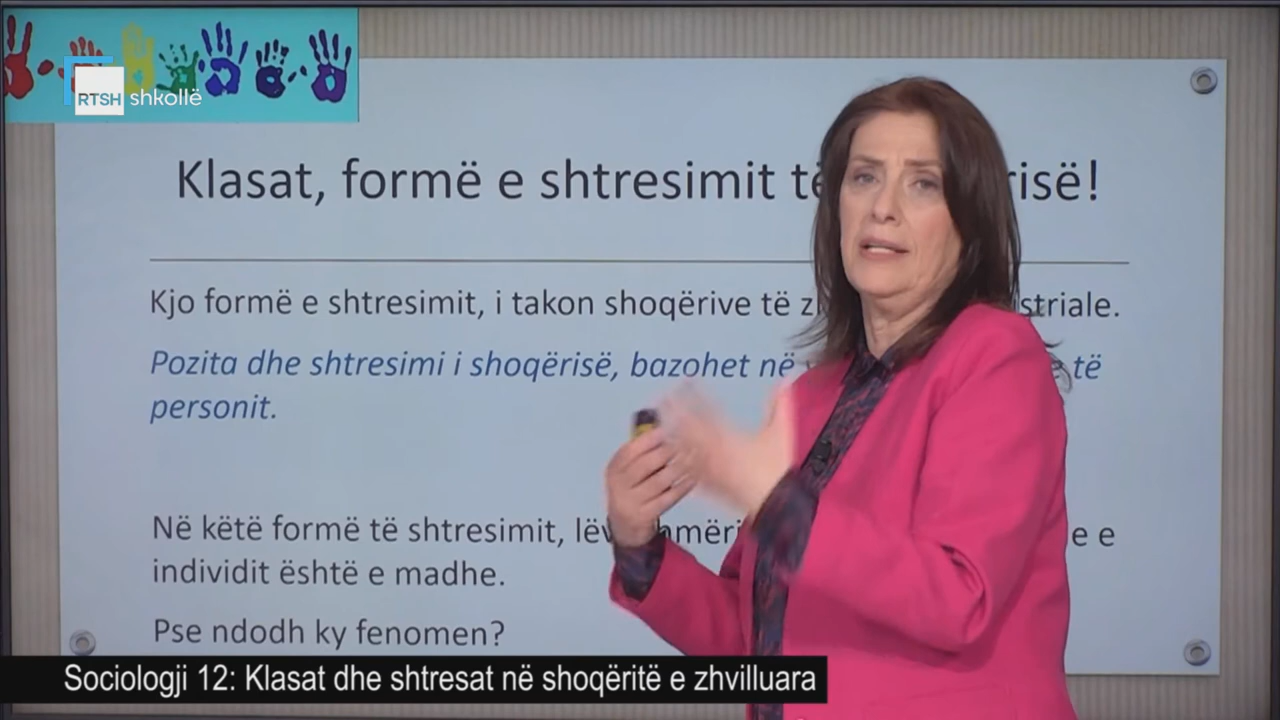 RTSH shkollë
Klasat, formë e shtresimit të risë!
Kjo formë e shtresimit, i takon shoqërive të striale.
Pozita dhe shtresimi i shoqërisë, bazohet në të
personit.
Në këtë formë të shtresimit, e
individit është e madhe.
Pse ndodh ky fenomen?
Sociologji 12: Klasat dhe shtresat në shoqëritë e zhvilluara